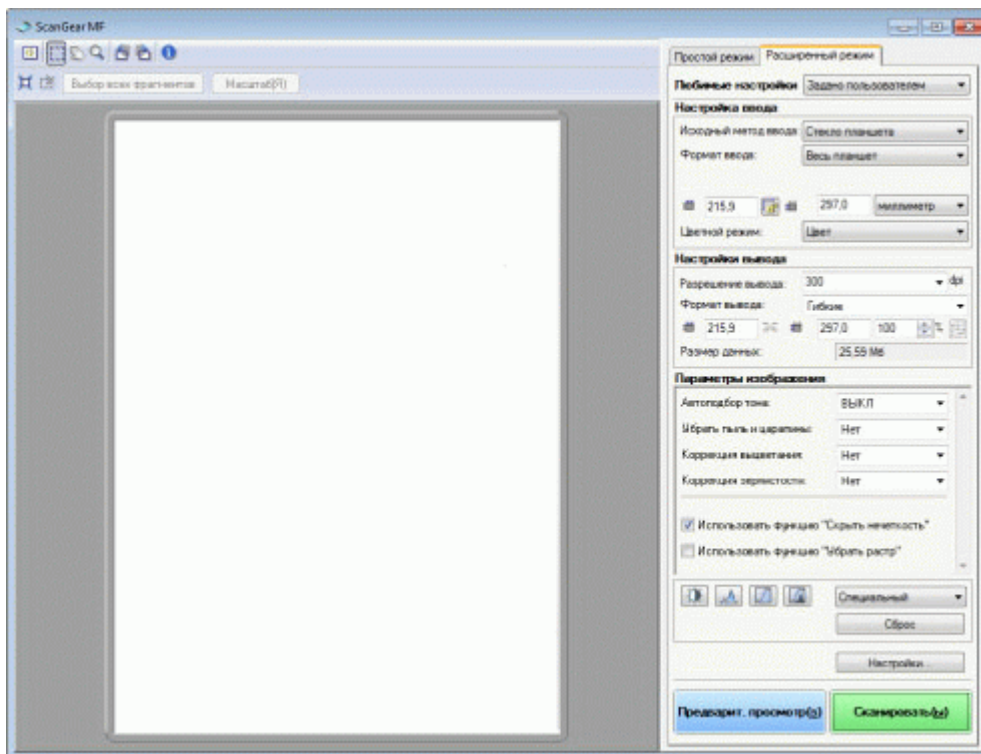 ScanGear MF
Выбор всех фрагментов Масштаб(Я)
Простой режим Расширенный режим
Любимые настройки Задано пользователем
Настройка ввода
Исходный метод ввода: Стекло планшета
Формат ввода: Весь планшет
215,9 297,0 миллиметр
Цветной режим: Цвет
Настройки вывода
Разрешение вывода: 300 dpi
Формат вывода: Гибкие
215,9 297,0 100 %
Размер данных: 25,59 Мб
Параметры изображения
Автоподбор тона: ВЫКЛ
Убрать пыль и царапины: Нет
Коррекция выцветания: Нет
Коррекция зернистости: Нет
Использовать функцию "Скрыть нечеткость"
Использовать функцию "Убрать растр"
Специальный
Сброс
Настройки...
Предварит. просмотр(з) Сканировать(ы)